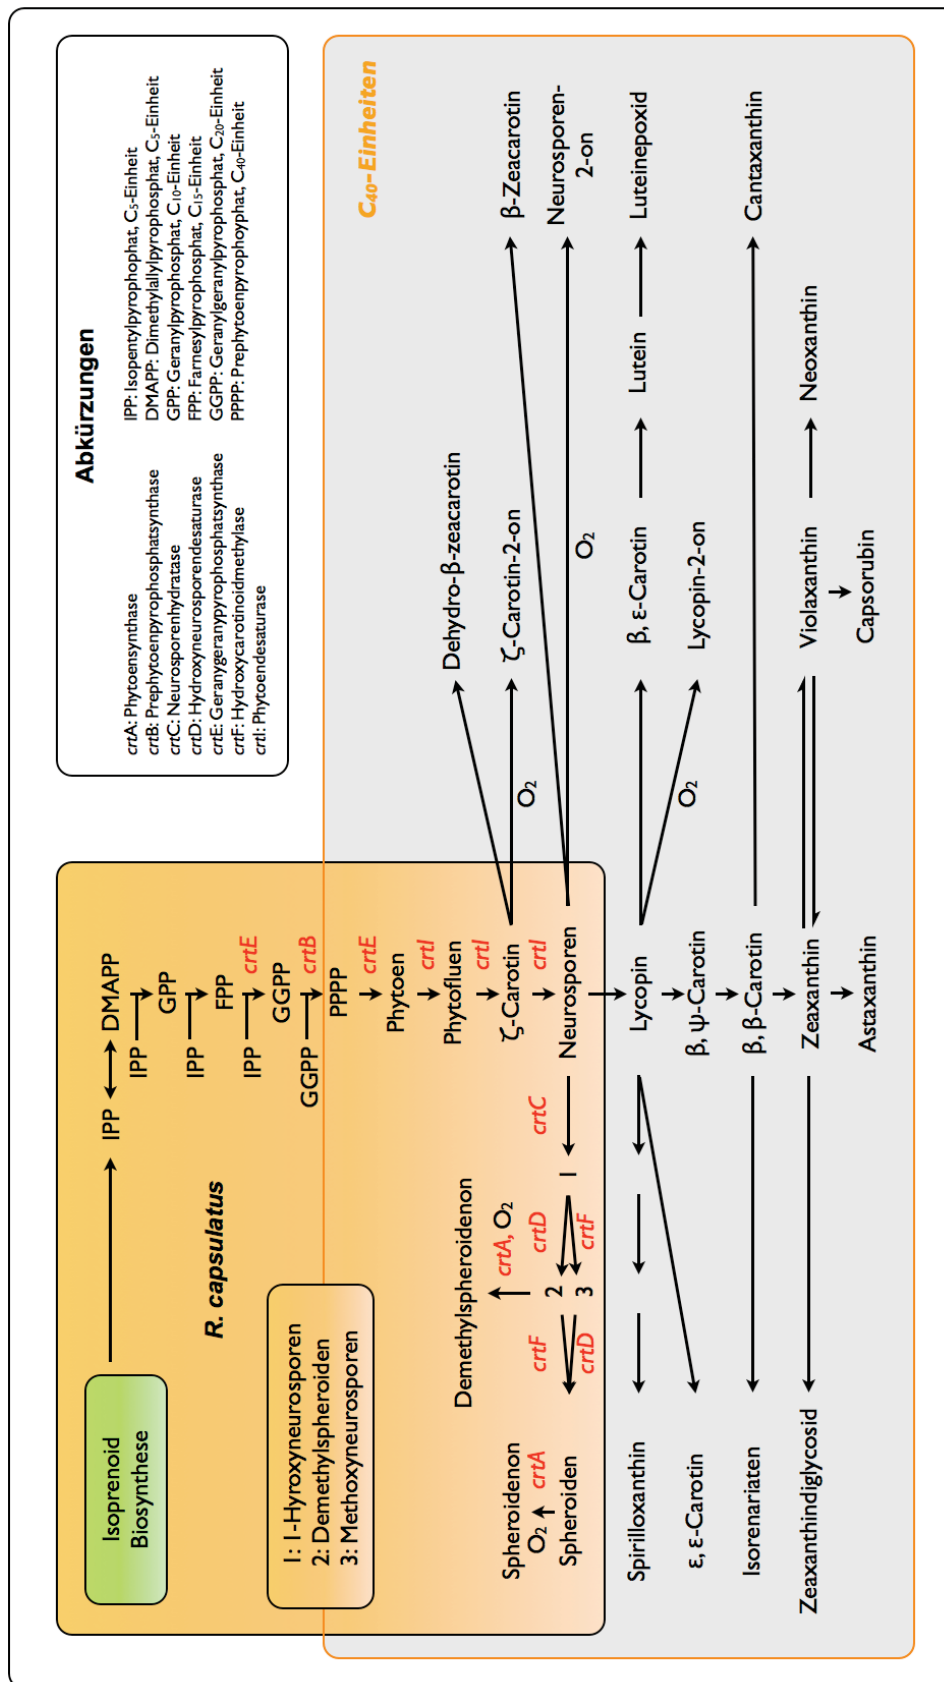 Isoprenoid
Biosynthese
IPP
DMAPP
R. capsulatus
IPP
GPP
IPP
FPP
IPP
crtE
GGPP
GGPP
crtB
PPPP
crtE
Phytoen
crtI
Phytofluen
crtI
ζ-Carotin
crtI
Neurosporen
1: 1-Hyroxyneurosporen
2: Demethylspheroiden
3: Methoxyneurosporen
Demethylspheroidenon
crtA, O₂
crtC
1
crtD
crtF
2
3
crtF
crtD
Spheroidenon
O₂
crtA
Spheroiden
Abkürzungen
crtA: Phytoensynthase
crtB: Prephytoenpyrophosphatsynthase
crtC: Neurosporenhydratase
crtD: Hydroxyneurosporendesaturase
crtE: Geranygeranypyrophosphatsynthase
crtF: Hydroxycarotinoidmethylase
crtI: Phytoendesaturase
IPP: Isopentylpyrophophat, C₅-Einheit
DMAPP: Dimethylallylpyrophosphat, C₅-Einheit
GPP: Geranylpyrophosphat, C₁₀-Einheit
FPP: Farnesylpyrophosphat, C₁₅-Einheit
GGPP: Geranylgeranylpyrophosphat, C₂₀-Einheit
PPPP: Prephytoenpyrophoyphat, C₄₀-Einheit
C₄₀-Einheiten
Dehydro-β-zeacarotin
O₂
ζ-Carotin-2-on
β-Zeacarotin
O₂
Neurosporen-
2-on
Spirilloxanthin
Lycopin
β, ε-Carotin
Lutein
Luteinepoxid
O₂
Lycopin-2-on
ε, ε-Carotin
β, ψ-Carotin
Isorenariaten
β, β-Carotin
Cantaxanthin
Zeaxanthindiglycosid
Zeaxanthin
Violaxanthin
Neoxanthin
Astaxanthin
Capsorubin